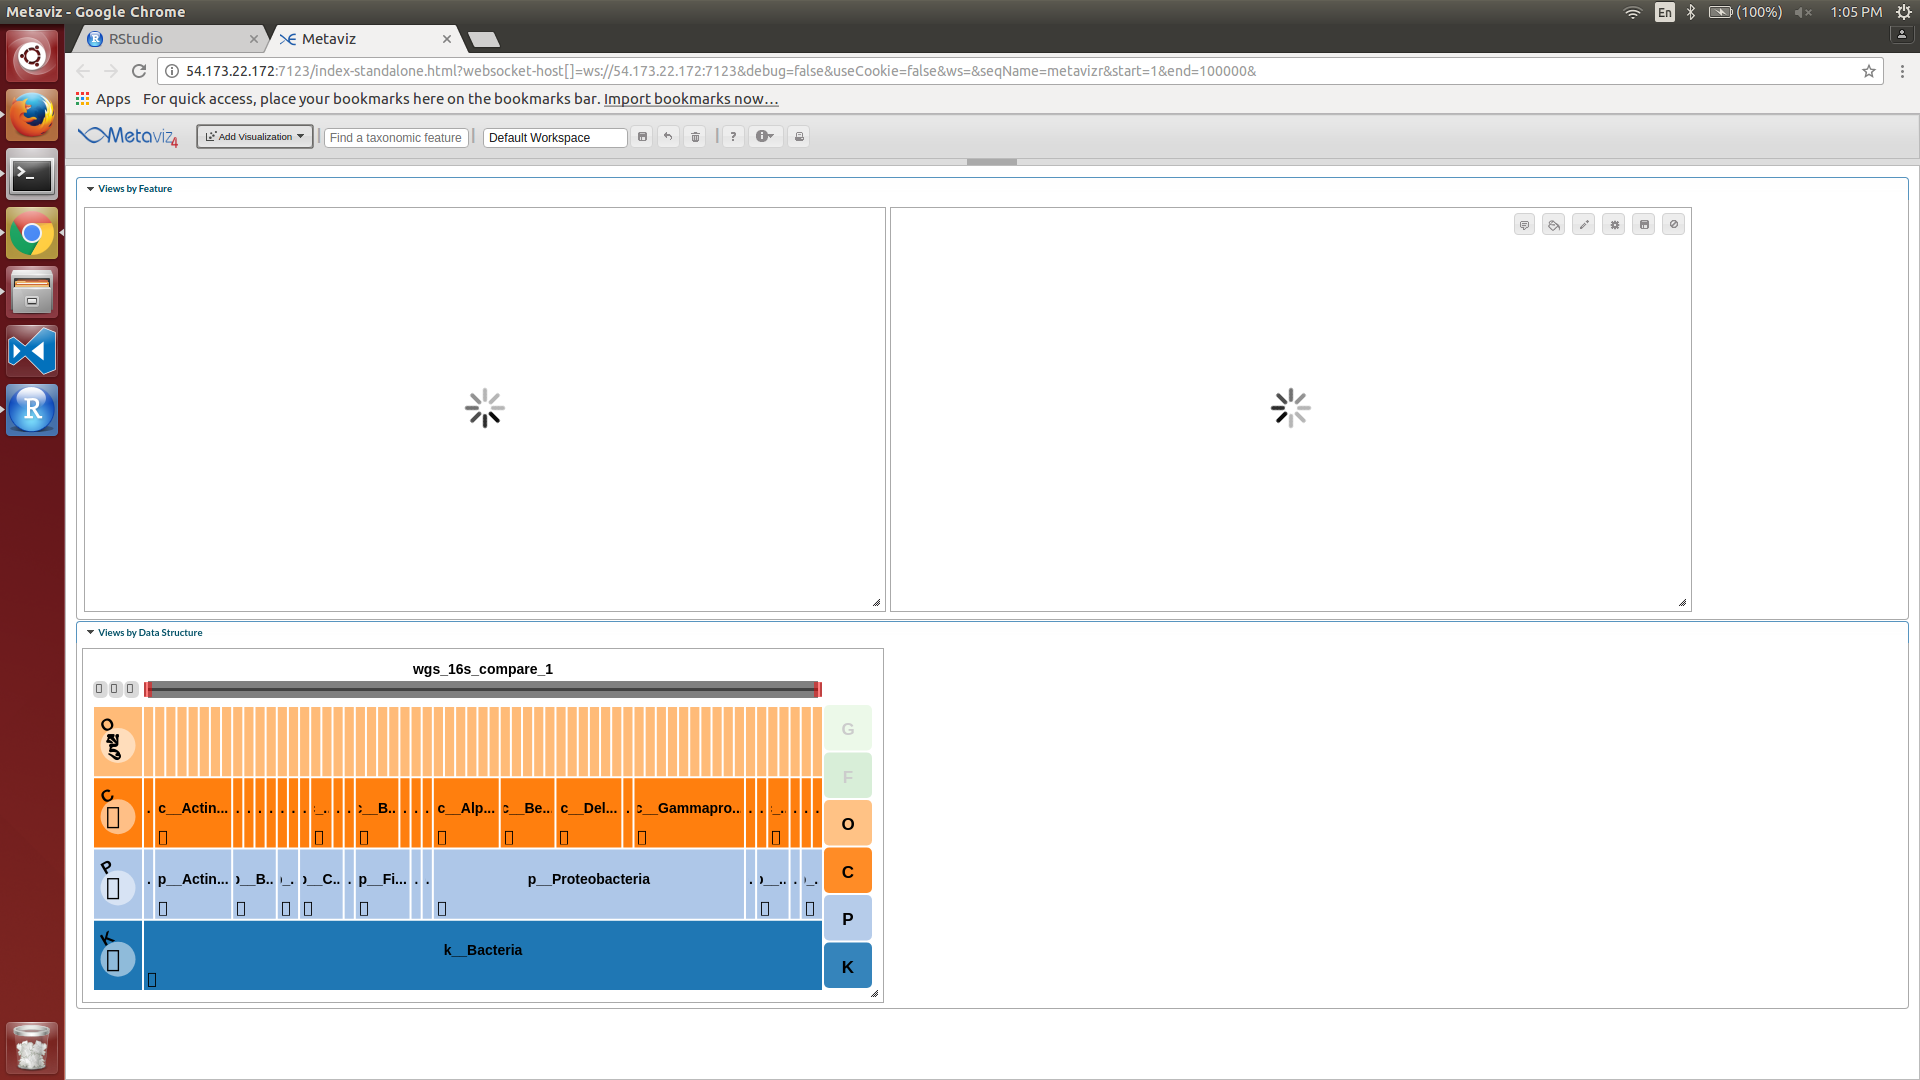 Metaviz - Google Chrome
En
(100%)
1:05 PM
RStudio
Metaviz
54.173.22.172:7123/index-standalone.html?websocket-host[]=ws://54.173.22.172:7123&debug=false&useCookie=false&ws=&seqName=metavizr&start=1&end=100000&
Apps
For quick access, place your bookmarks here on the bookmarks bar. Import bookmarks now...
Metaviz4
Add Visualization
Find a taxonomic feature
Default Workspace
?
Views by Feature
Views by Data Structure
wgs_16s_compare_1
O
G
F
C
c__Actin...
c__B...
c__Alp...
c__Be...
c__Del...
c__Gammapro...
O
C
P
p__Actin...
p__B...
p__C...
p__Fi...
p__Proteobacteria
P
K
k__Bacteria
K
R